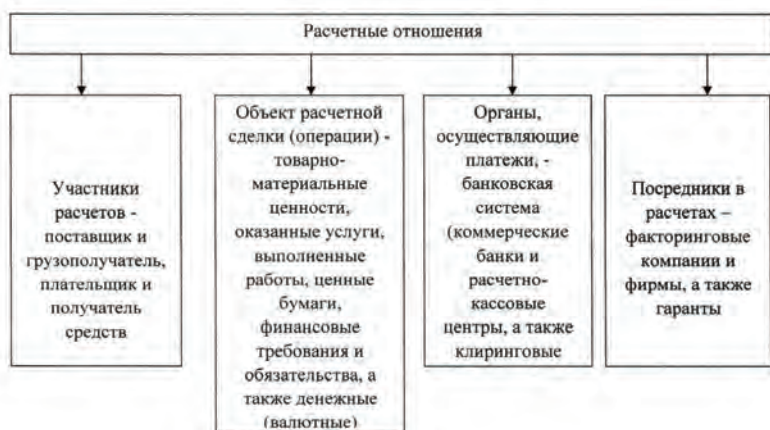 Расчетные отношения
Участники
расчетов -
поставщик и
грузополучатель,
плательщик и
получатель
средств
Объект расчетной
сделки (операции) -
товарно-
материальные
ценности,
оказанные услуги,
выполненные
работы, ценные
бумаги,
финансовые
требования и
обязательства, а
также денежные
(валютные)
Органы,
осуществляющие
платежи, -
банковская
система
(коммерческие
банки и
расчетно-
кассовые
центры, а также
клиринговые
Посредники в
расчетах –
факторинговые
компании и
фирмы, а также
гаранты